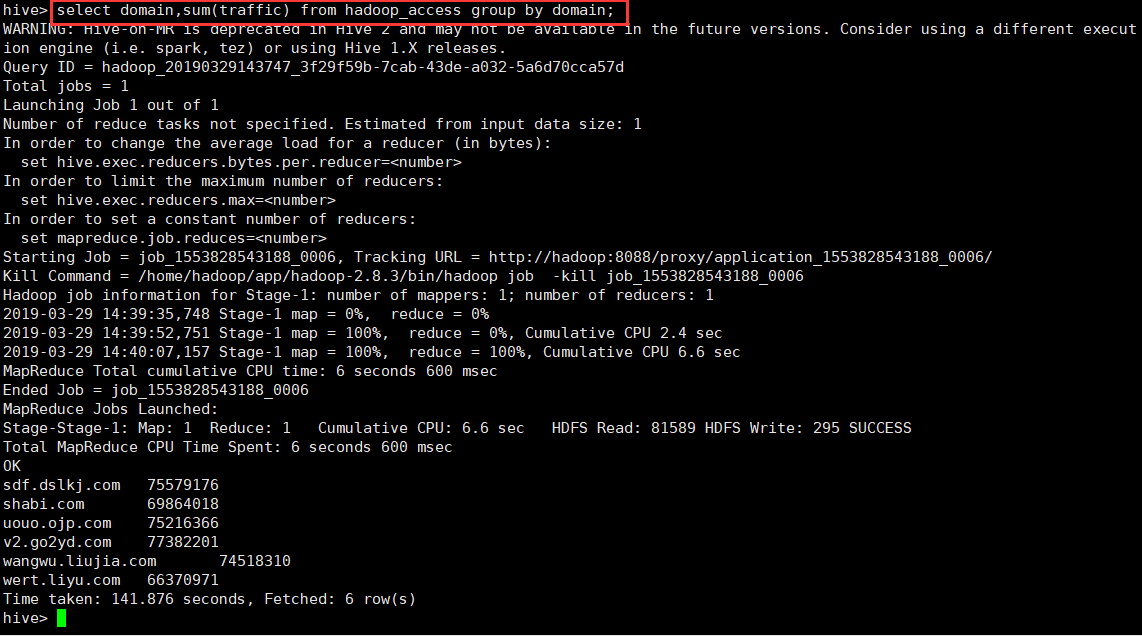 hive> select domain,sum(traffic) from hadoop_access group by domain;
WARNING: Hive-on-MR is deprecated in Hive 2 and may not be available in the future versions. Consider using a different execut
ion engine (i.e. spark, tez) or using Hive 1.X releases.
Query ID = hadoop_20190329143747_3f29f59b-7cab-43de-a032-5a6d70cca57d
Total jobs = 1
Launching Job 1 out of 1
Number of reduce tasks not specified. Estimated from input data size: 1
In order to change the average load for a reducer (in bytes):
  set hive.exec.reducers.bytes.per.reducer=<number>
In order to limit the maximum number of reducers:
  set hive.exec.reducers.max=<number>
In order to set a constant number of reducers:
  set mapreduce.job.reduces=<number>
Starting Job = job_1553828543188_0006, Tracking URL = http://hadoop:8088/proxy/application_1553828543188_0006/
Kill Command = /home/hadoop/app/hadoop-2.8.3/bin/hadoop job  -kill job_1553828543188_0006
Hadoop job information for Stage-1: number of mappers: 1; number of reducers: 1
2019-03-29 14:39:35,748 Stage-1 map = 0%,  reduce = 0%
2019-03-29 14:39:52,751 Stage-1 map = 100%,  reduce = 0%, Cumulative CPU 2.4 sec
2019-03-29 14:40:07,157 Stage-1 map = 100%,  reduce = 100%, Cumulative CPU 6.6 sec
MapReduce Total cumulative CPU time: 6 seconds 600 msec
Ended Job = job_1553828543188_0006
MapReduce Jobs Launched:
Stage-Stage-1: Map: 1  Reduce: 1   Cumulative CPU: 6.6 sec   HDFS Read: 81589 HDFS Write: 295 SUCCESS
Total MapReduce CPU Time Spent: 6 seconds 600 msec
OK
sdf.dslkj.com   75579176
shabi.com       69864018
uouo.ojp.com    75216366
v2.go2yd.com    77382201
wangwu.liujia.com       74518310
wert.liyu.com   66370971
Time taken: 141.876 seconds, Fetched: 6 row(s)
hive>